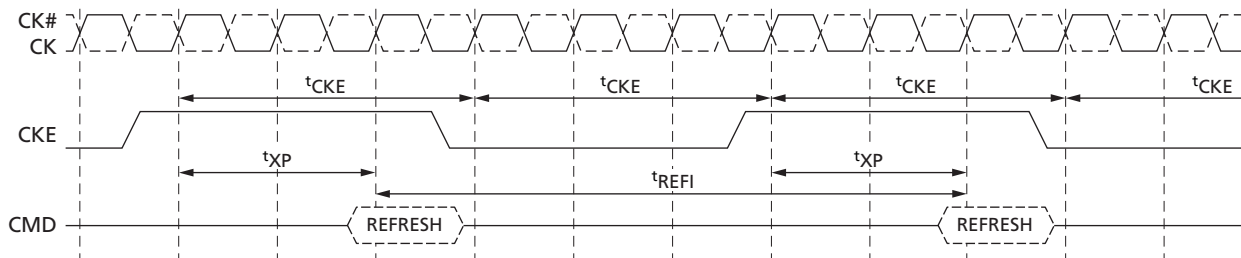 CK#
CK
tCKE tCKE tCKE tCKE
CKE
tXP tXP
tREFI
CMD REFRESH REFRESH